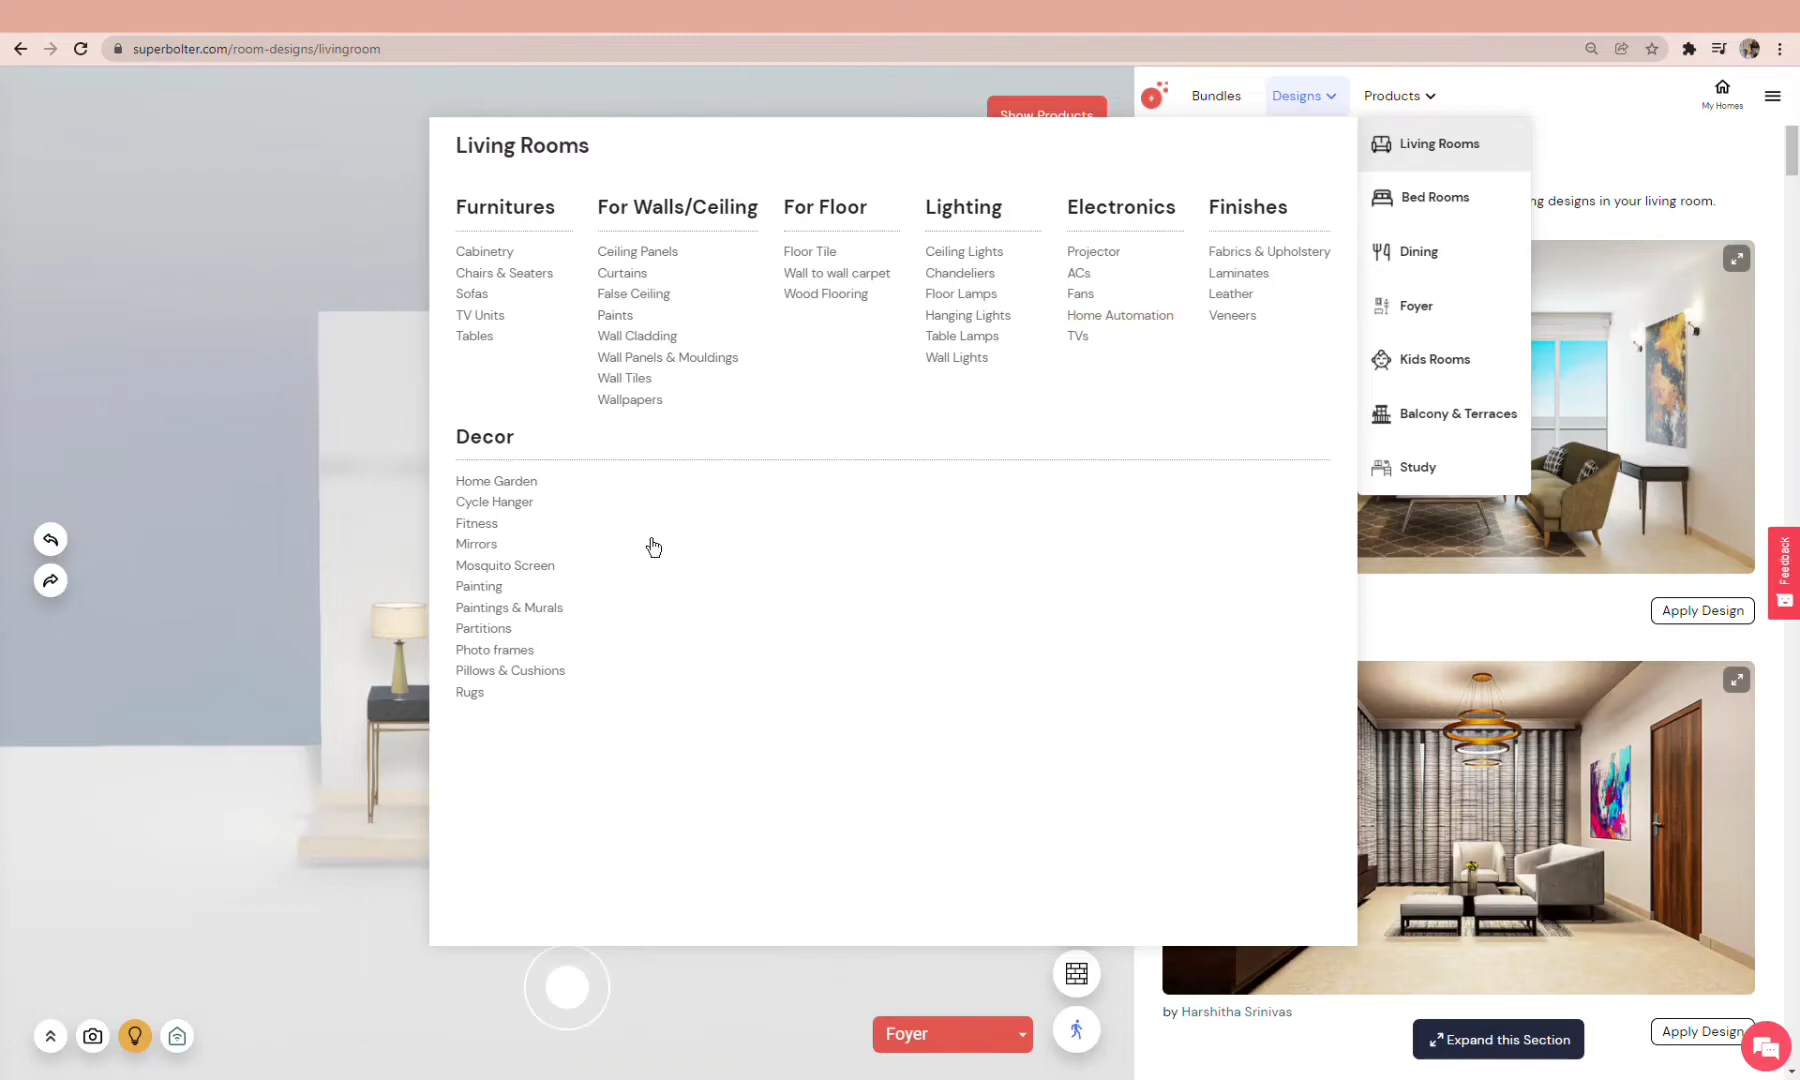 superbolter.com/room-designs/livingroom
Bundles
Designs
Products
My Homes
Show Products
Living Rooms
Furnitures
Cabinetry
Chairs & Seaters
Sofas
TV Units
Tables
For Walls/Ceiling
Ceiling Panels
Curtains
False Ceiling
Paints
Wall Cladding
Wall Panels & Mouldings
Wall Tiles
Wallpapers
For Floor
Floor Tile
Wall to wall carpet
Wood Flooring
Lighting
Ceiling Lights
Chandeliers
Floor Lamps
Hanging Lights
Table Lamps
Wall Lights
Electronics
Projector
ACs
Fans
Home Automation
TVs
Finishes
Fabrics & Upholstery
Laminates
Leather
Veneers
Decor
Home Garden
Cycle Hanger
Fitness
Mirrors
Mosquito Screen
Painting
Paintings & Murals
Partitions
Photo frames
Pillows & Cushions
Rugs
Living Rooms
Bed Rooms
Dining
Foyer
Kids Rooms
Balcony & Terraces
Study
ng designs in your living room.
Feedback
Apply Design
by Harshitha Srinivas
Apply Design
Expand this Section
Foyer